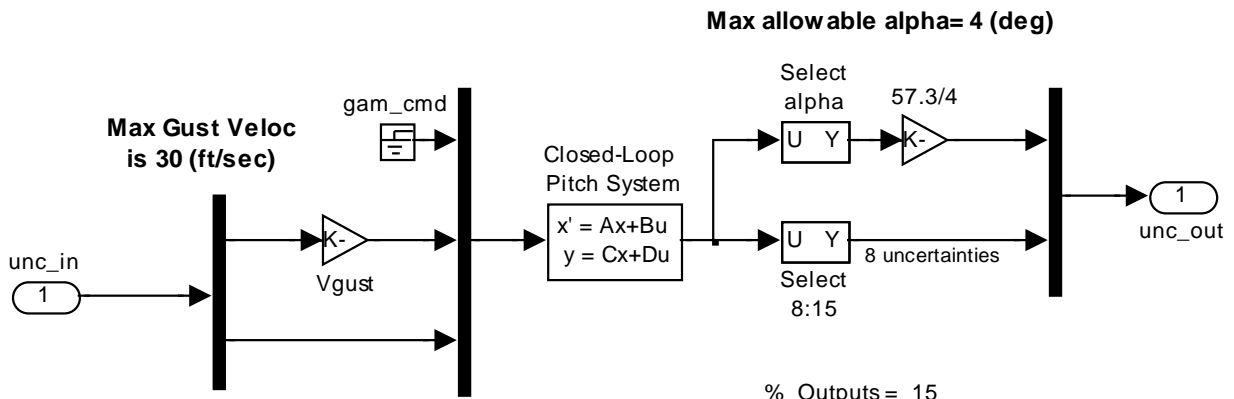 Max allowable alpha= 4 (deg)
Select
alpha
57.3/4
gam_cmd
Max Gust Veloc
is 30 (ft/sec)
U Y
K-
Closed-Loop
Pitch System
1
unc_out
x' = Ax+Bu
y = Cx+Du
K-
U Y
8 uncertainties
unc_in
1
Vgust
Select
8:15
% Outputs = 15